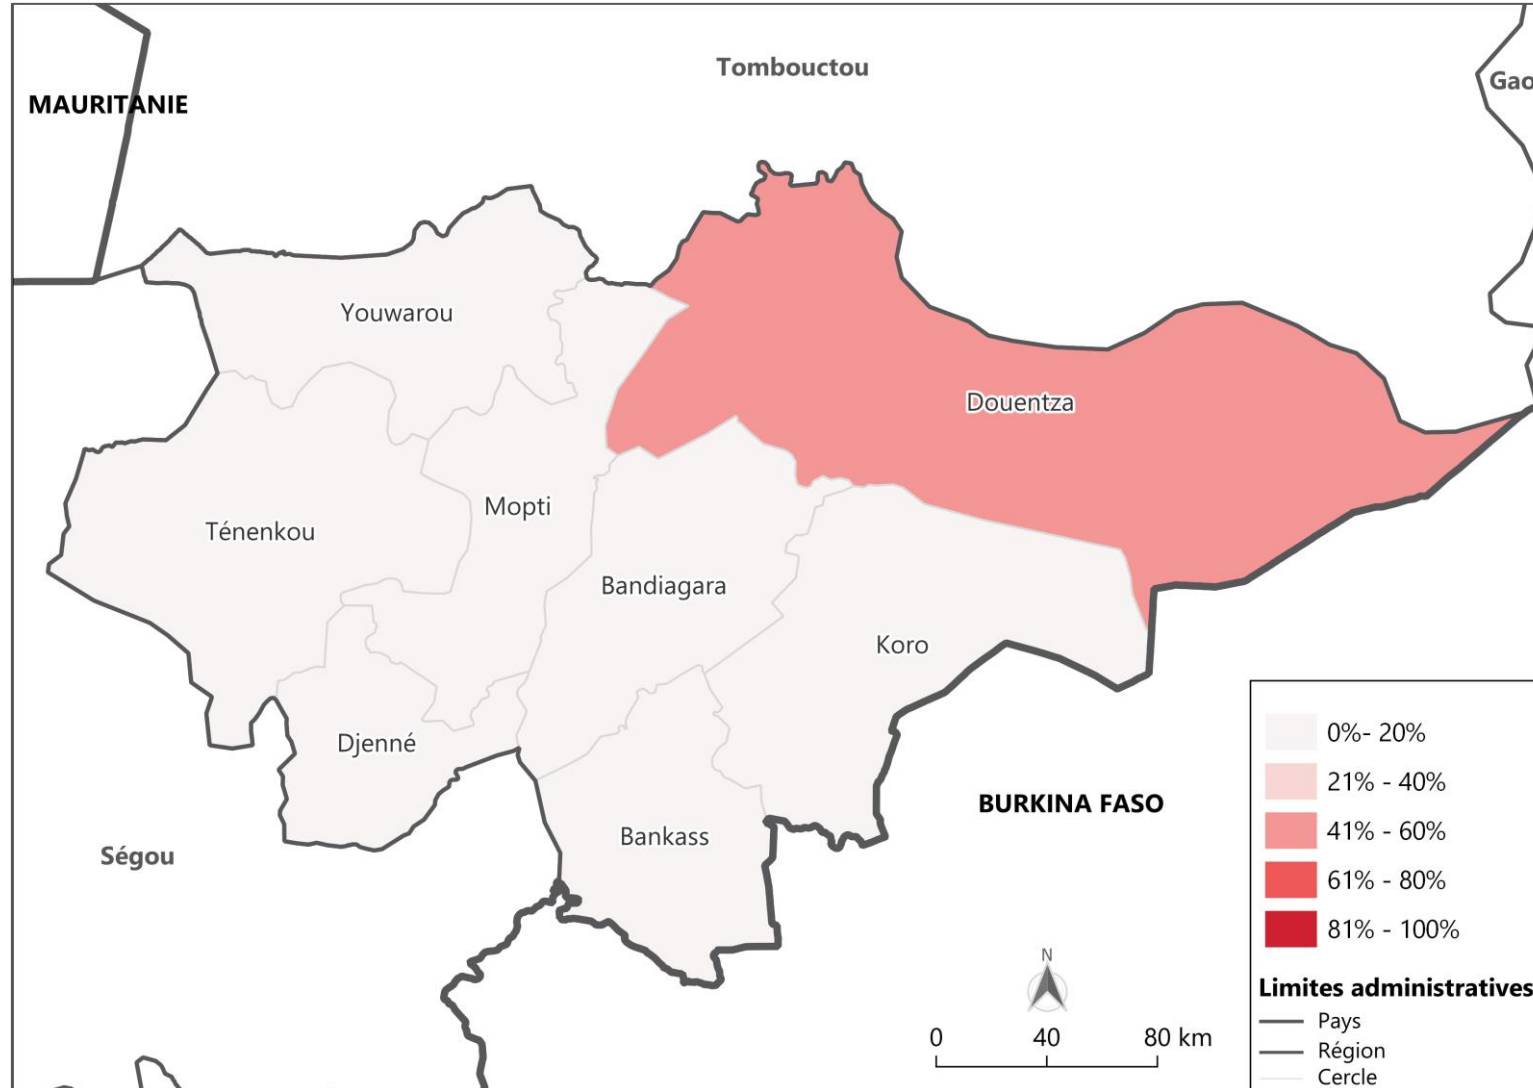 Tombouctou
Gao
MAURITANIE
Youwarou
Douentza
Mopti
Ténenkou
Bandiagara
Koro
Djenné
BURKINA FASO
Bankass
Ségou
0%- 20%
21% - 40%
41% - 60%
61% - 80%
81% - 100%
N
0 40 80 km
Limites administratives
Pays
Région
Cercle